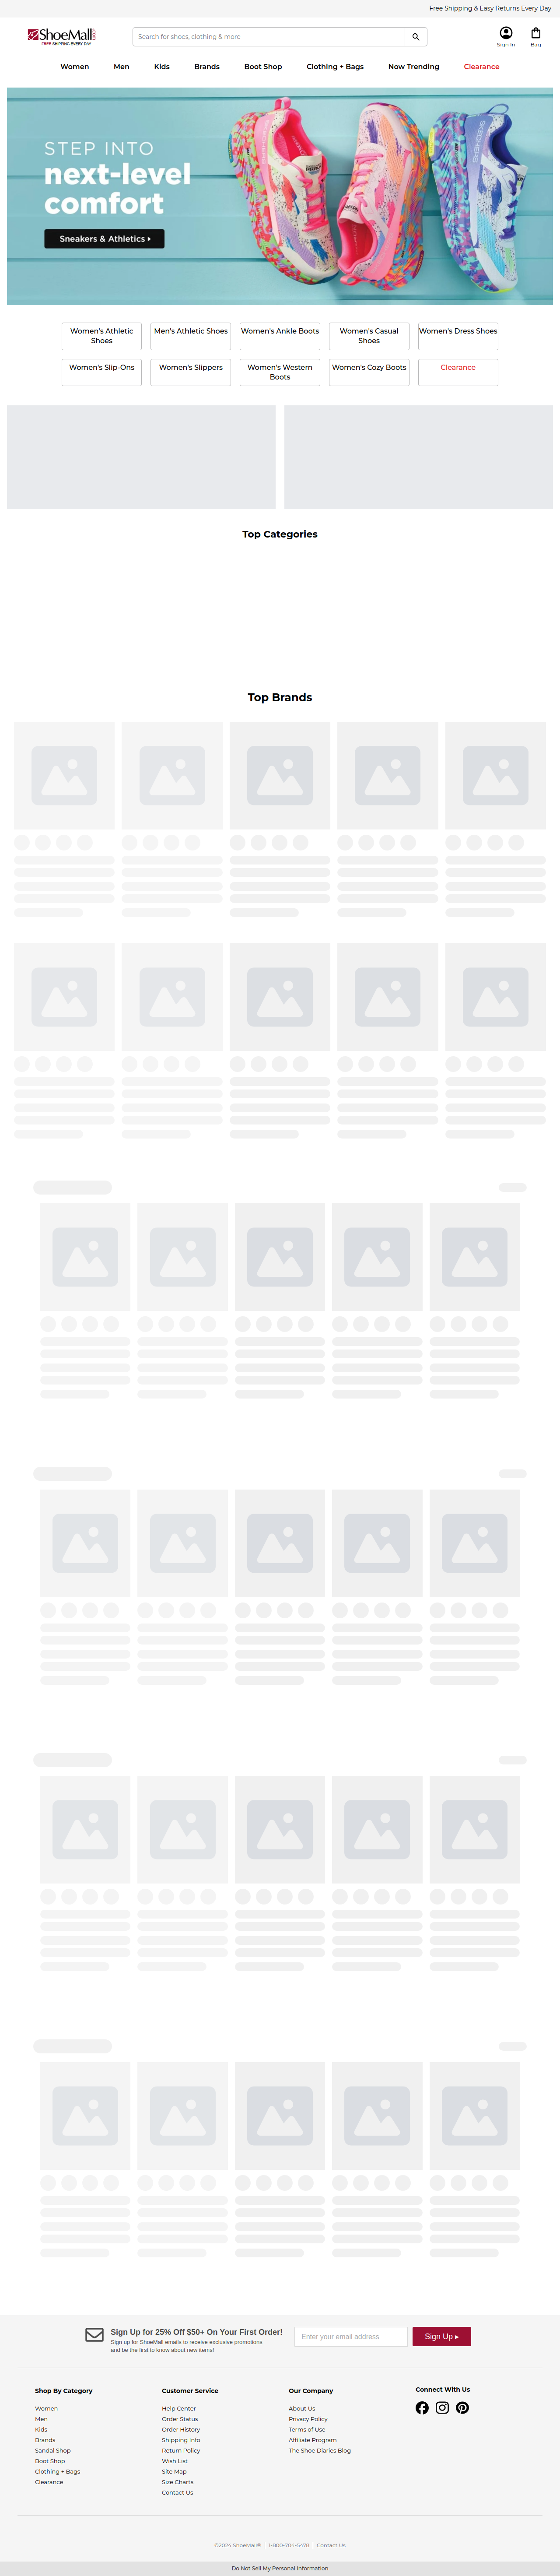 Free Shipping & Easy Returns Every Day
ShoeMall
FREE SHIPPING EVERY DAY
Search for shoes, clothing & more
Sign In
Bag
Women
Men
Kids
Brands
Boot Shop
Clothing + Bags
Now Trending
Clearance
STEP INTO
next-level
comfort
Sneakers & Athletics
Women's Athletic
Shoes
Men's Athletic Shoes
Women's Ankle Boots
Women's Casual
Shoes
Women's Dress Shoes
Women's Slip-Ons
Women's Slippers
Women's Western
Boots
Women's Cozy Boots
Clearance
Top Categories
Top Brands
Sign Up for 25% Off $50+ On Your First Order!
Sign up for ShoeMall emails to receive exclusive promotions
and be the first to know about new items!
Enter your email address
Sign Up ▸
Shop By Category
Women
Men
Kids
Brands
Sandal Shop
Boot Shop
Clothing + Bags
Clearance
Customer Service
Help Center
Order Status
Order History
Shipping Info
Return Policy
Wish List
Site Map
Size Charts
Contact Us
Our Company
About Us
Privacy Policy
Terms of Use
Affiliate Program
The Shoe Diaries Blog
Connect With Us
©2024 ShoeMall® | 1-800-704-5478 | Contact Us
Do Not Sell My Personal Information